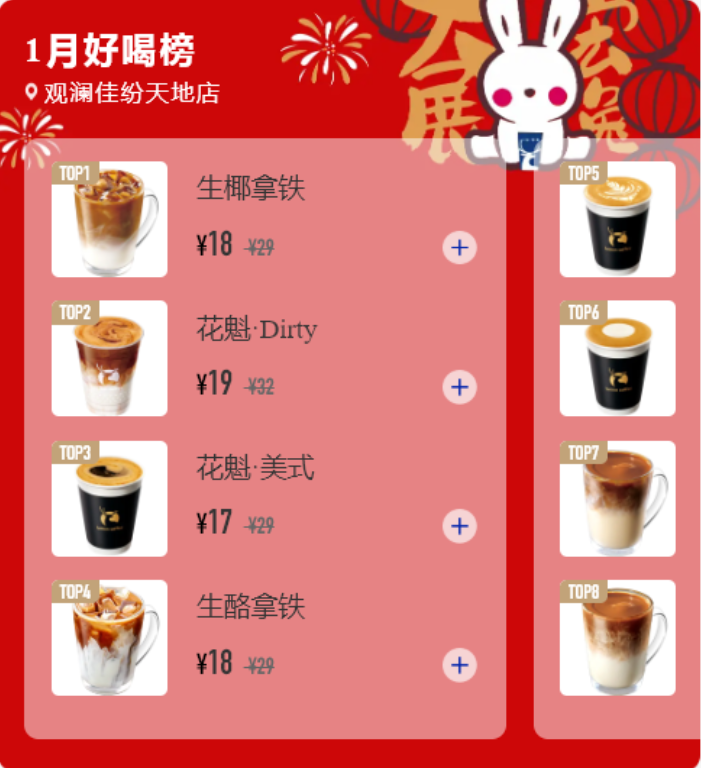 1月好喝榜
观澜佳纷天地店
大展
TOP1
生椰拿铁
¥18 ¥29
TOP2
花魁·Dirty
¥19 ¥32
TOP3
花魁·美式
¥17 ¥29
TOP4
生酪拿铁
¥18 ¥29
TOP5
TOP6
TOP7
TOP8